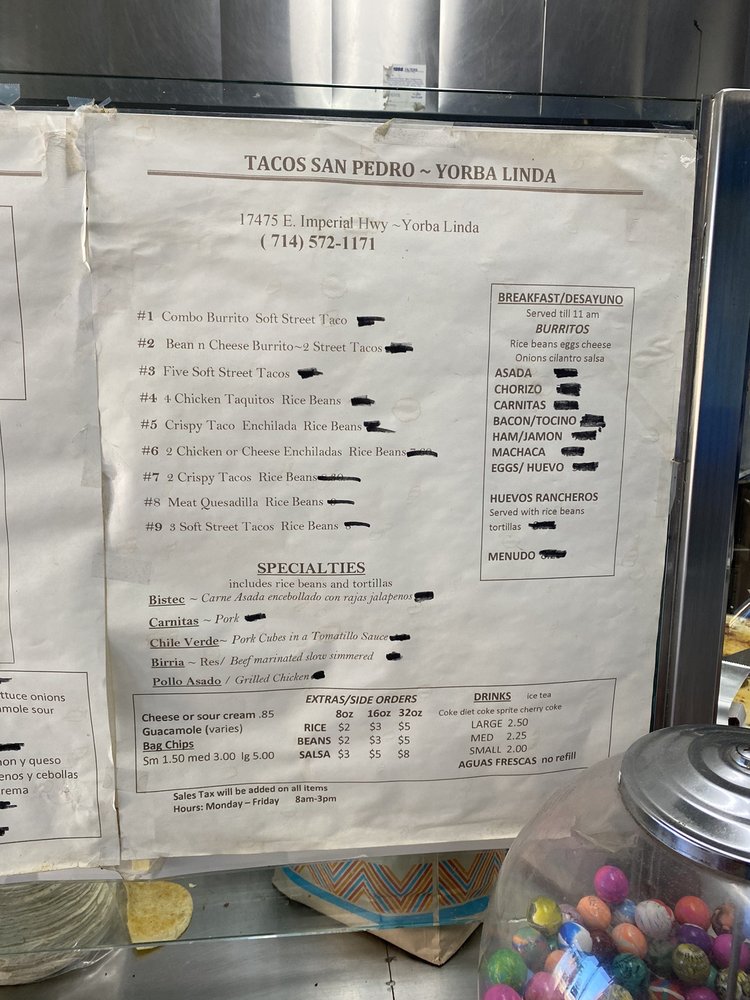 TACOS SAN PEDRO ~ YORBA LINDA
17475 E. Imperial Hwy ~Yorba Linda
( 714) 572-1171
#1 Combo Burrito Soft Street Taco
#2 Bean n Cheese Burrito~2 Street Tacos
#3 Five Soft Street Tacos
#4 4 Chicken Taquitos Rice Beans
#5 Crispy Taco Enchilada Rice Beans
#6 2 Chicken or Cheese Enchiladas Rice Beans
#7 2 Crispy Tacos Rice Beans
#8 Meat Quesadilla Rice Beans
#9 3 Soft Street Tacos Rice Beans
BREAKFAST/DESAYUNO
Served till 11 am
BURRITOS
Rice beans eggs cheese
Onions cilantro salsa
ASADA
CHORIZO
CARNITAS
BACON/TOCINO
HAM/JAMON
MACHACA
EGGS/ HUEVO
HUEVOS RANCHEROS
Served with rice beans
tortillas
MENUDO
SPECIALTIES
includes rice beans and tortillas
Bistec ~ Carne Asada encebollado con rajas jalapenos
Carnitas ~ Pork
Chile Verde~ Pork Cubes in a Tomatillo Sauce
Birria ~ Res/ Beef marinated slow simmered
Pollo Asado / Grilled Chicken
Cheese or sour cream .85
Guacamole (varies)
Bag Chips
Sm 1.50 med 3.00 lg 5.00
EXTRAS/SIDE ORDERS
8oz 16oz 32oz
RICE $2 $3 $5
BEANS $2 $3 $5
SALSA $3 $5 $8
DRINKS ice tea
Coke diet coke sprite cherry coke
LARGE 2.50
MED 2.25
SMALL 2.00
AGUAS FRESCAS no refill
Sales Tax will be added on all items
Hours: Monday – Friday 8am-3pm
onions
sour
y queso
y cebollas